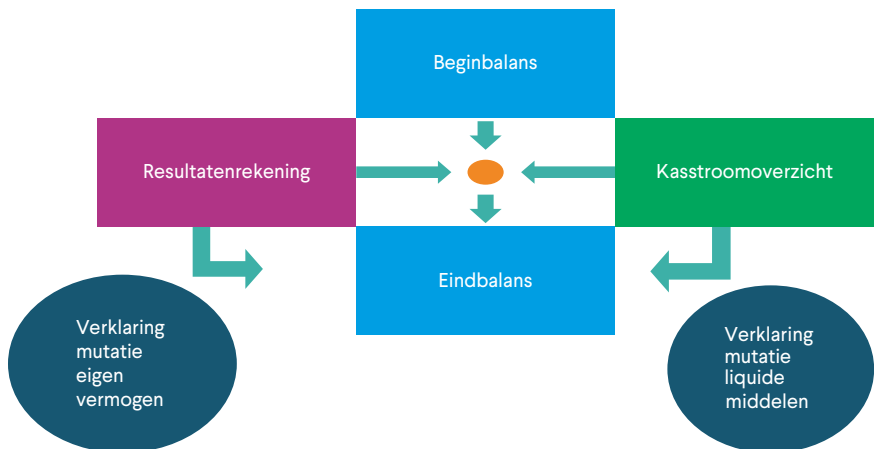 Beginbalans
Resultatenrekening
Kasstroomoverzicht
Eindbalans
Verklaring
mutatie
eigen
vermogen
Verklaring
mutatie
liquide
middelen